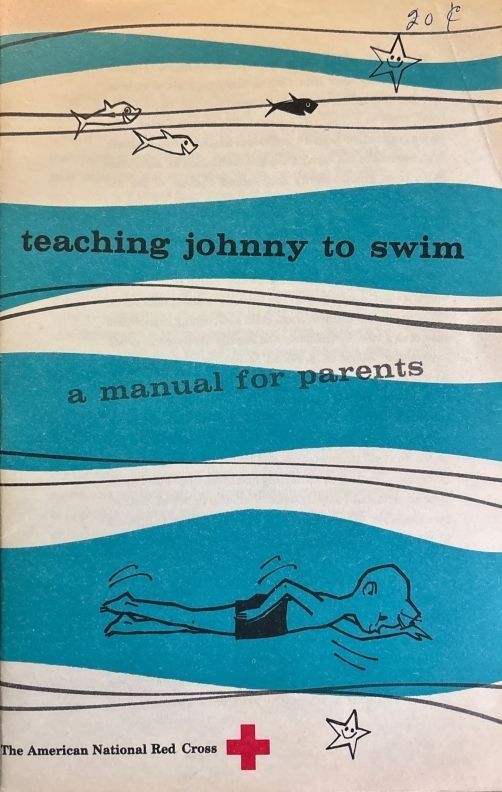 20 ¢
teaching johnny to swim
a manual for parents
The American National Red Cross